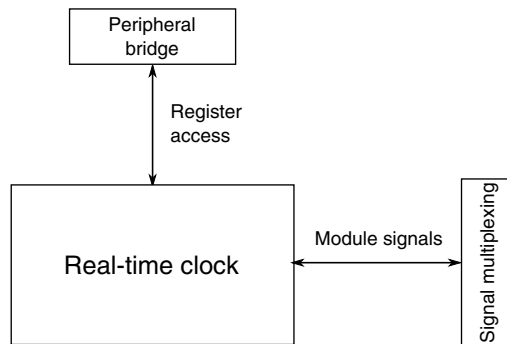 Peripheral
bridge
Register
access
Real-time clock
Module signals
Signal multiplexing